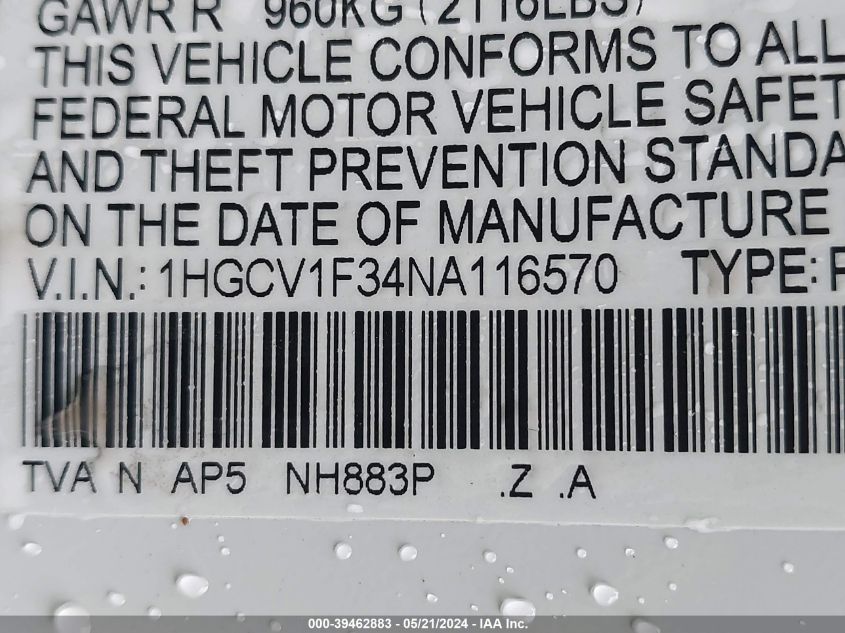 GAWR R 960KG (2116LBS)
THIS VEHICLE CONFORMS TO ALL
FEDERAL MOTOR VEHICLE SAFET
AND THEFT PREVENTION STANDA
ON THE DATE OF MANUFACTURE
V.I.N.: 1HGCV1F34NA116570 TYPE: P
TVA N AP5 NH883P .Z .A
000-39462883 - 05/21/2024 - IAA Inc.